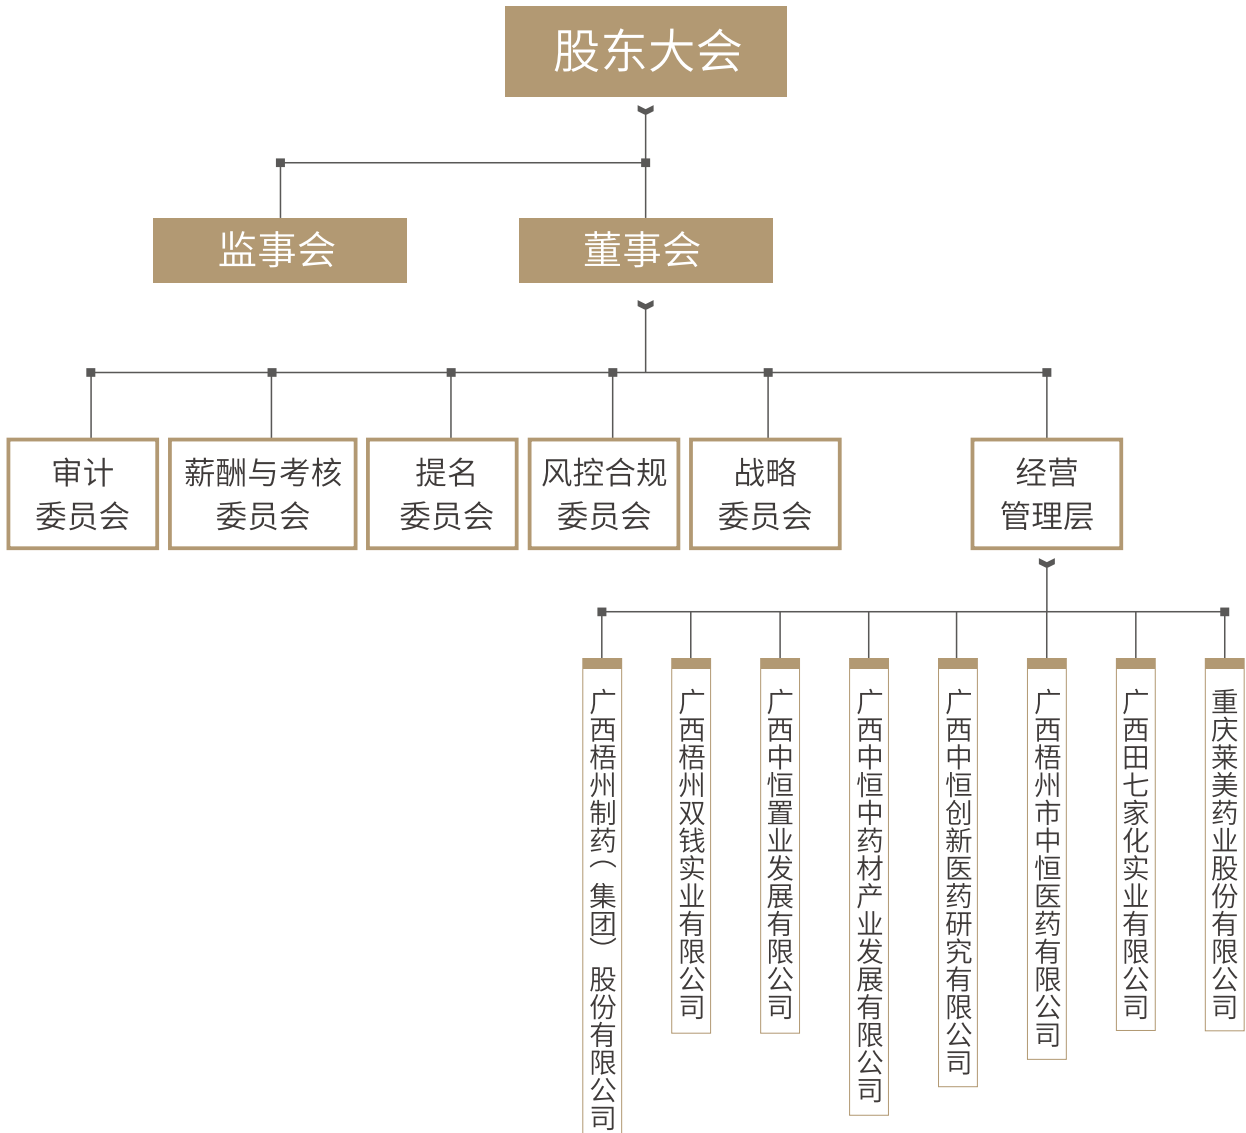 股东大会
监事会
董事会
审计
委员会
薪酬与考核
委员会
提名
委员会
风控合规
委员会
战略
委员会
经营
管理层
广西梧州制药（集团）股份有限公司
广西梧州双钱实业有限公司
广西中恒置业发展有限公司
广西中恒中药材产业发展有限公司
广西中恒创新医药研究有限公司
广西梧州市中恒医药有限公司
广西田七家化实业有限公司
重庆莱美药业股份有限公司